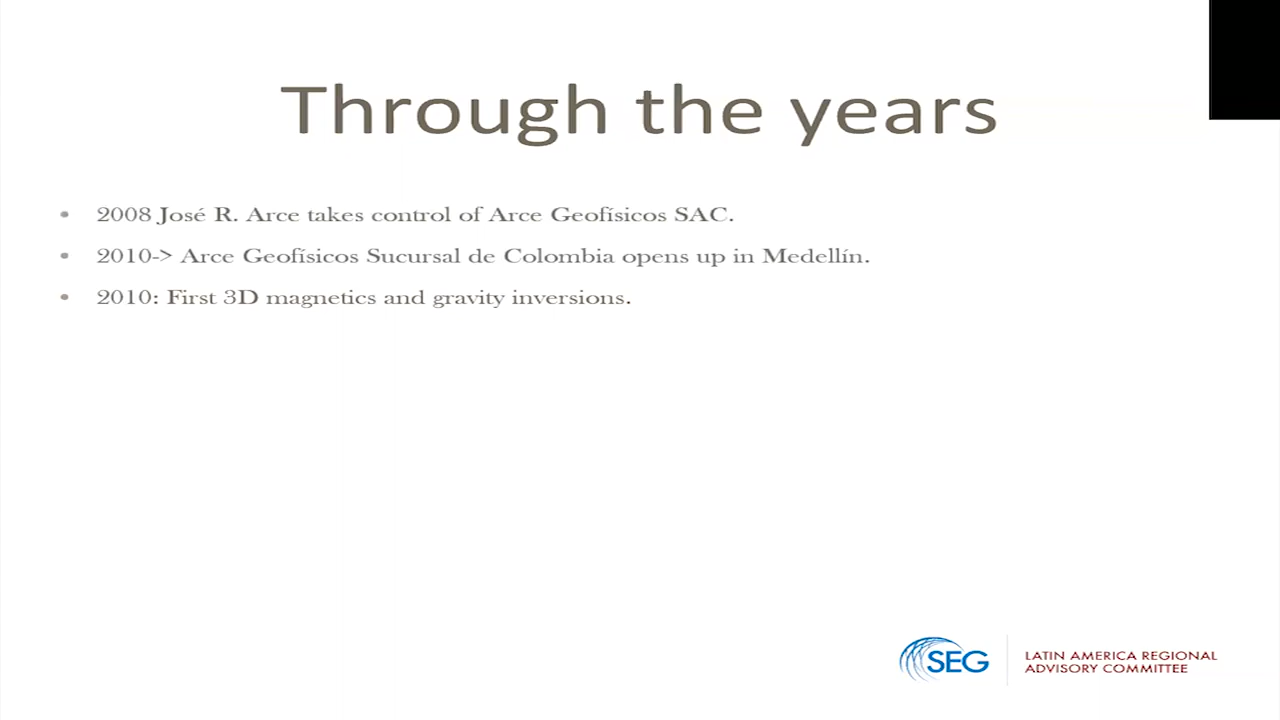 Through the years
• 2008 José R. Arce takes control of Arce Geofísicos SAC.
• 2010-> Arce Geofísicos Sucursal de Colombia opens up in Medellín.
• 2010: First 3D magnetics and gravity inversions.
SEG
LATIN AMERICA REGIONAL
ADVISORY COMMITTEE